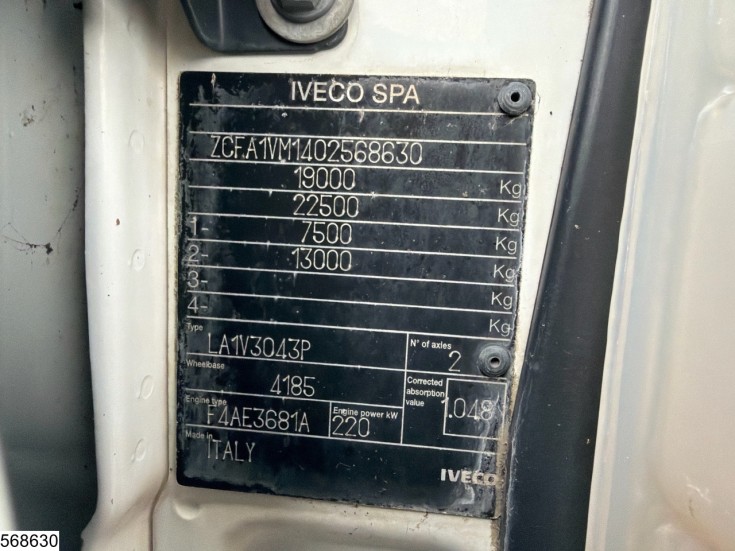 IVECO SPA
ZCFA1VM1402568630
19000 Kg
22500 Kg
1- 7500 Kg
2- 13000 Kg
3- Kg
4- Kg
Type LA1V3043P
N° of axles 2
Wheelbase 4185
Corrected absorption value 1.048
Engine type F4AE3681A
Engine power kW 220
Made in ITALY
IVECO
568630